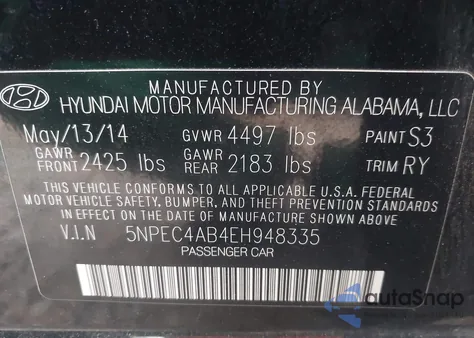 MANUFACTURED BY
HYUNDAI MOTOR MANUFACTURING ALABAMA, LLC
May/13/14 GVWR 4497 lbs PAINT S3
GAWR FRONT 2425 lbs GAWR REAR 2183 lbs TRIM RY
THIS VEHICLE CONFORMS TO ALL APPLICABLE U.S.A. FEDERAL
MOTOR VEHICLE SAFETY, BUMPER, AND THEFT PREVENTION STANDARDS
IN EFFECT ON THE DATE OF MANUFACTURE SHOWN ABOVE.
V.I.N 5NPEC4AB4EH948335
PASSENGER CAR
autoSnap